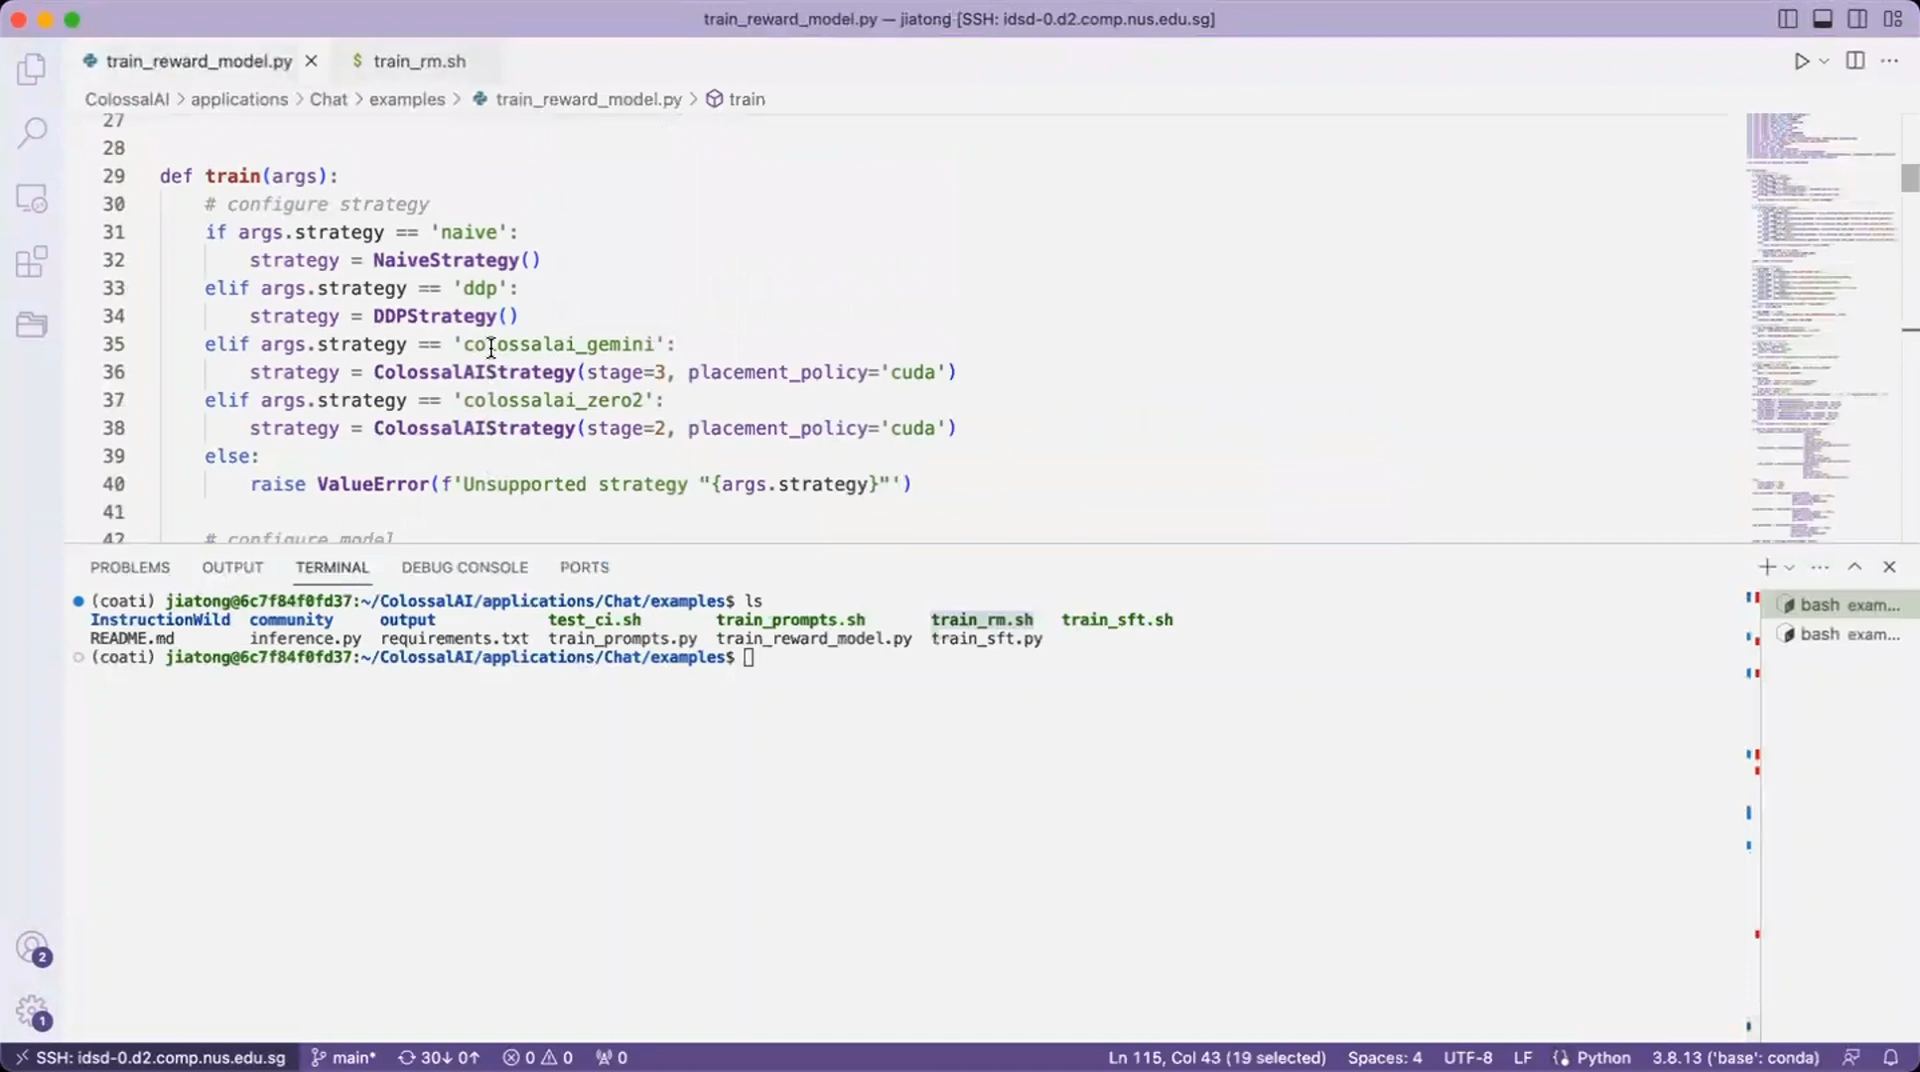 train_reward_model.py — jiatong [SSH: idsd-0.d2.comp.nus.edu.sg]
train_reward_model.py
$ train_rm.sh
ColossalAI > applications > Chat > examples > train_reward_model.py > train
27
28
29 def train(args):
30     # configure strategy
31     if args.strategy == 'naive':
32         strategy = NaiveStrategy()
33     elif args.strategy == 'ddp':
34         strategy = DDPStrategy()
35     elif args.strategy == 'colossalai_gemini':
36         strategy = ColossalAIStrategy(stage=3, placement_policy='cuda')
37     elif args.strategy == 'colossalai_zero2':
38         strategy = ColossalAIStrategy(stage=2, placement_policy='cuda')
39     else:
40         raise ValueError(f'Unsupported strategy "{args.strategy}"')
41
42     # configure model
PROBLEMS OUTPUT TERMINAL DEBUG CONSOLE PORTS
(coati) jiatong@6c7f84f0fd37:~/ColossalAI/applications/Chat/examples$ ls
InstructionWild community output test_ci.sh train_prompts.sh train_rm.sh train_sft.sh
README.md inference.py requirements.txt train_prompts.py train_reward_model.py train_sft.py
(coati) jiatong@6c7f84f0fd37:~/ColossalAI/applications/Chat/examples$
bash exam...
bash exam...
2
1
SSH: idsd-0.d2.comp.nus.edu.sg main* 30↓ 0↑ 0 0 0 Ln 115, Col 43 (19 selected) Spaces: 4 UTF-8 LF Python 3.8.13 ('base': conda)